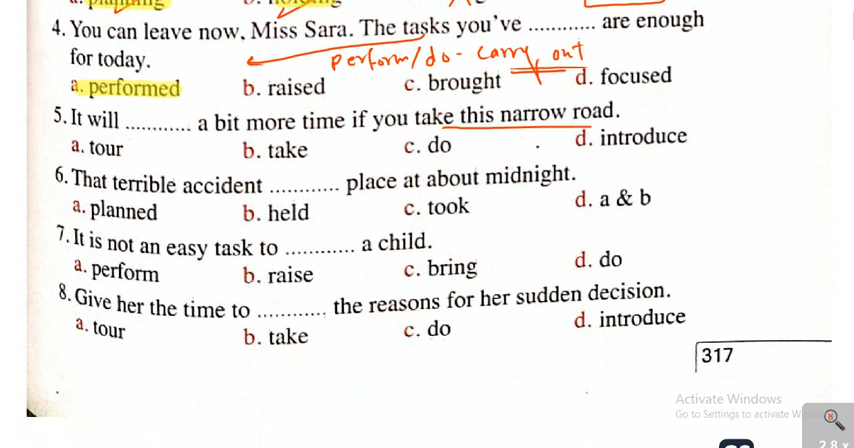 a. planning
4. You can leave now, Miss Sara. The tasks you've ............ are enough
for today.
perform/do - carry out
a. performed b. raised c. brought d. focused
5. It will ............ a bit more time if you take this narrow road.
a. tour b. take c. do d. introduce
6. That terrible accident ............ place at about midnight.
a. planned b. held c. took d. a & b
7. It is not an easy task to ............ a child.
a. perform b. raise c. bring d. do
8. Give her the time to ............ the reasons for her sudden decision.
a. tour b. take c. do d. introduce
317
Activate Windows
Go to Settings to activate
2.8 x